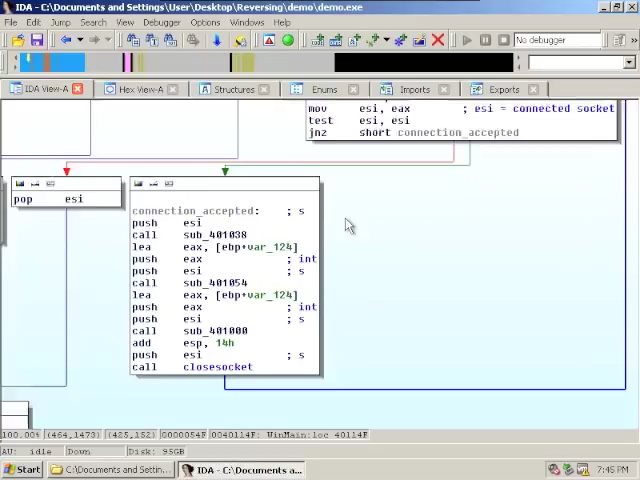 IDA - C:\Documents and Settings\User\Desktop\Reversing\demo\demo.exe
File Edit Jump Search View Debugger Options Windows Help
No debugger
IDA View-A Hex View-A Structures Enums Imports Exports
mov esi, eax ; esi = connected socket
test esi, esi
jnz short connection_accepted
pop esi
connection_accepted: ; s
push esi
call sub_401038
lea eax, [ebp+var_124]
push eax ; int
push esi ; s
call sub_401054
lea eax, [ebp+var_124]
push eax ; int
push esi ; s
call sub_401000
add esp, 14h
push esi ; s
call closesocket
100.00% (464,1473) (425,152) 0000054F 0040114F: WinMain:loc_40114F
AU: idle Down Disk: 95GB
Start C:\Documents and Settin... IDA - C:\Documents a... 7:45 PM